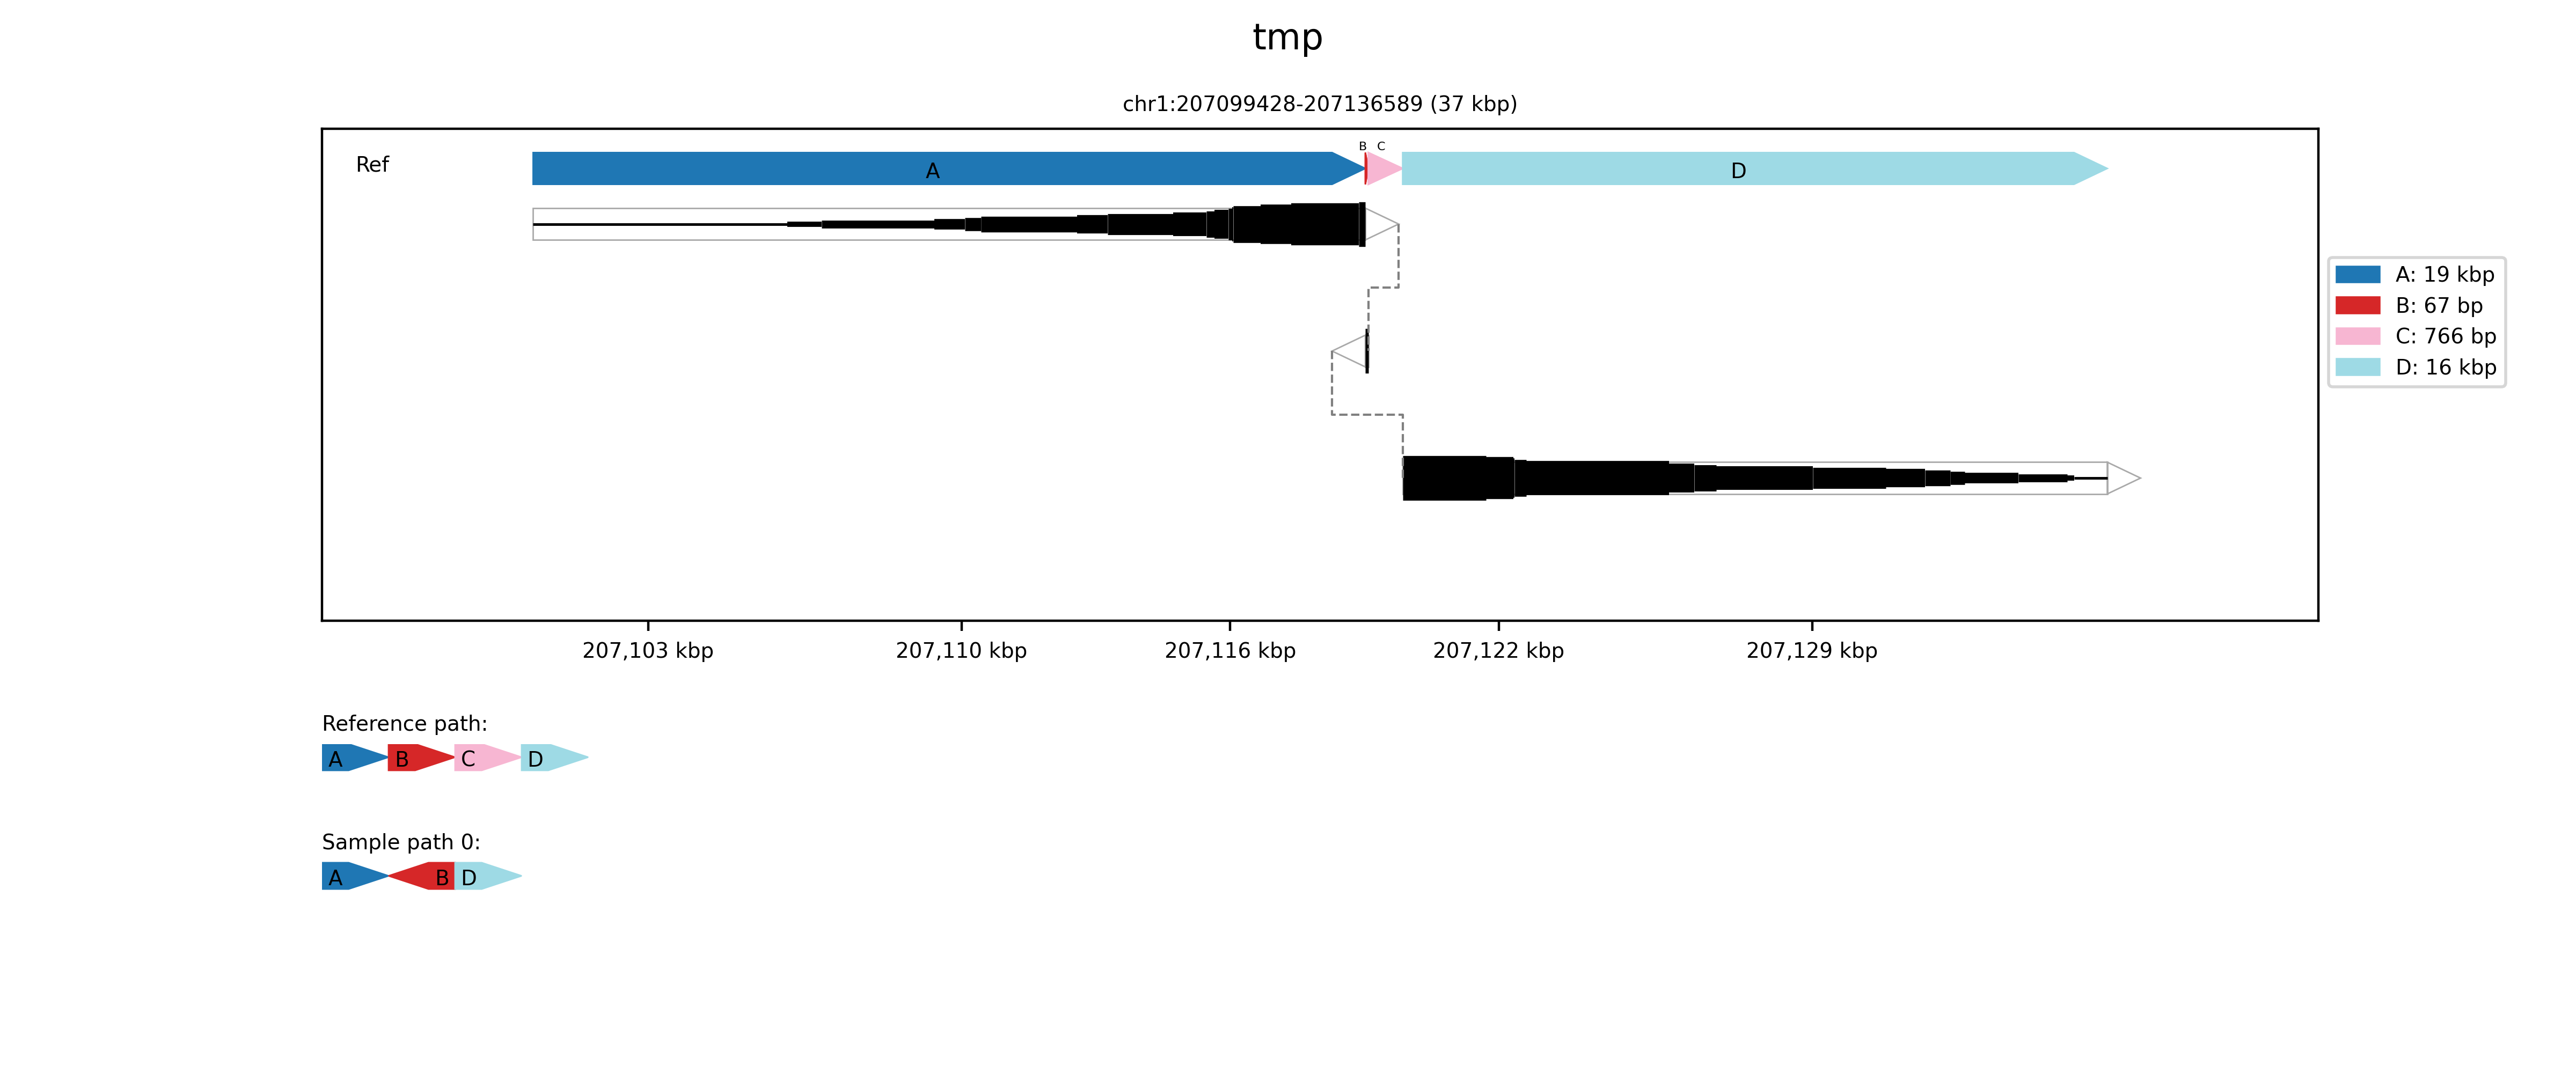 tmp
chr1:207099428-207136589 (37 kbp)
Ref
A
B
C
D
A: 19 kbp
B: 67 bp
C: 766 bp
D: 16 kbp
207,103 kbp
207,110 kbp
207,116 kbp
207,122 kbp
207,129 kbp
Reference path:
A B C D
Sample path 0:
A B D